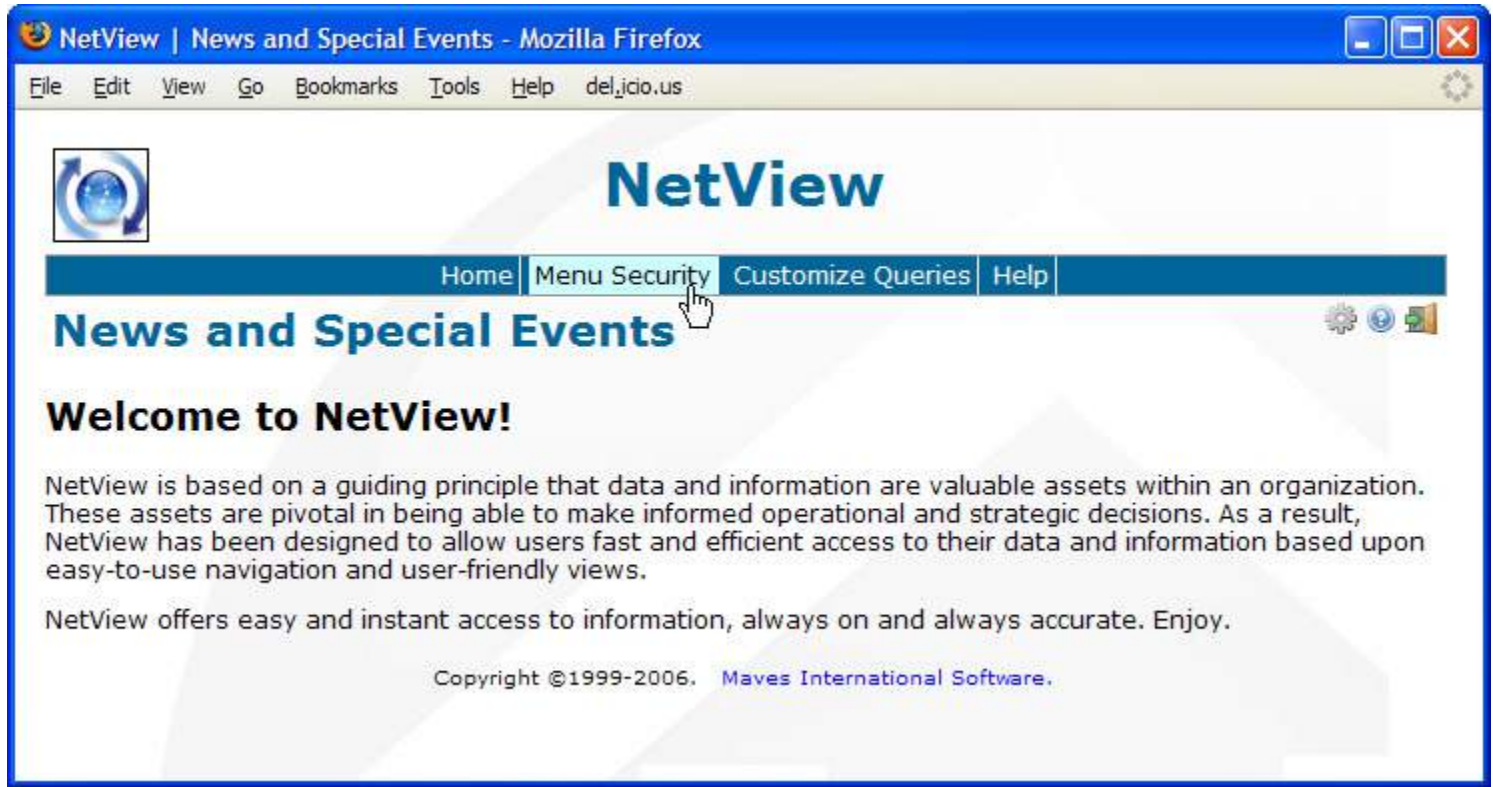 NetView | News and Special Events - Mozilla Firefox
File Edit View Go Bookmarks Tools Help del.icio.us
NetView
Home Menu Security Customize Queries Help
News and Special Events
Welcome to NetView!
NetView is based on a guiding principle that data and information are valuable assets within an organization.
These assets are pivotal in being able to make informed operational and strategic decisions. As a result,
NetView has been designed to allow users fast and efficient access to their data and information based upon
easy-to-use navigation and user-friendly views.
NetView offers easy and instant access to information, always on and always accurate. Enjoy.
Copyright ©1999-2006. Maves International Software.